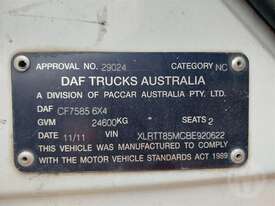 APPROVAL NO. 29024 CATEGORY NC
DAF TRUCKS AUSTRALIA
A DIVISION OF PACCAR AUSTRALIA PTY. LTD.
DAF CF7585 6X4
GVM 24600KG SEATS 2
DATE 11/11 VIN XLRTT85MCBE920622
THIS VEHICLE WAS MANUFACTURED TO COMPLY
WITH THE MOTOR VEHICLE STANDARDS ACT 1989